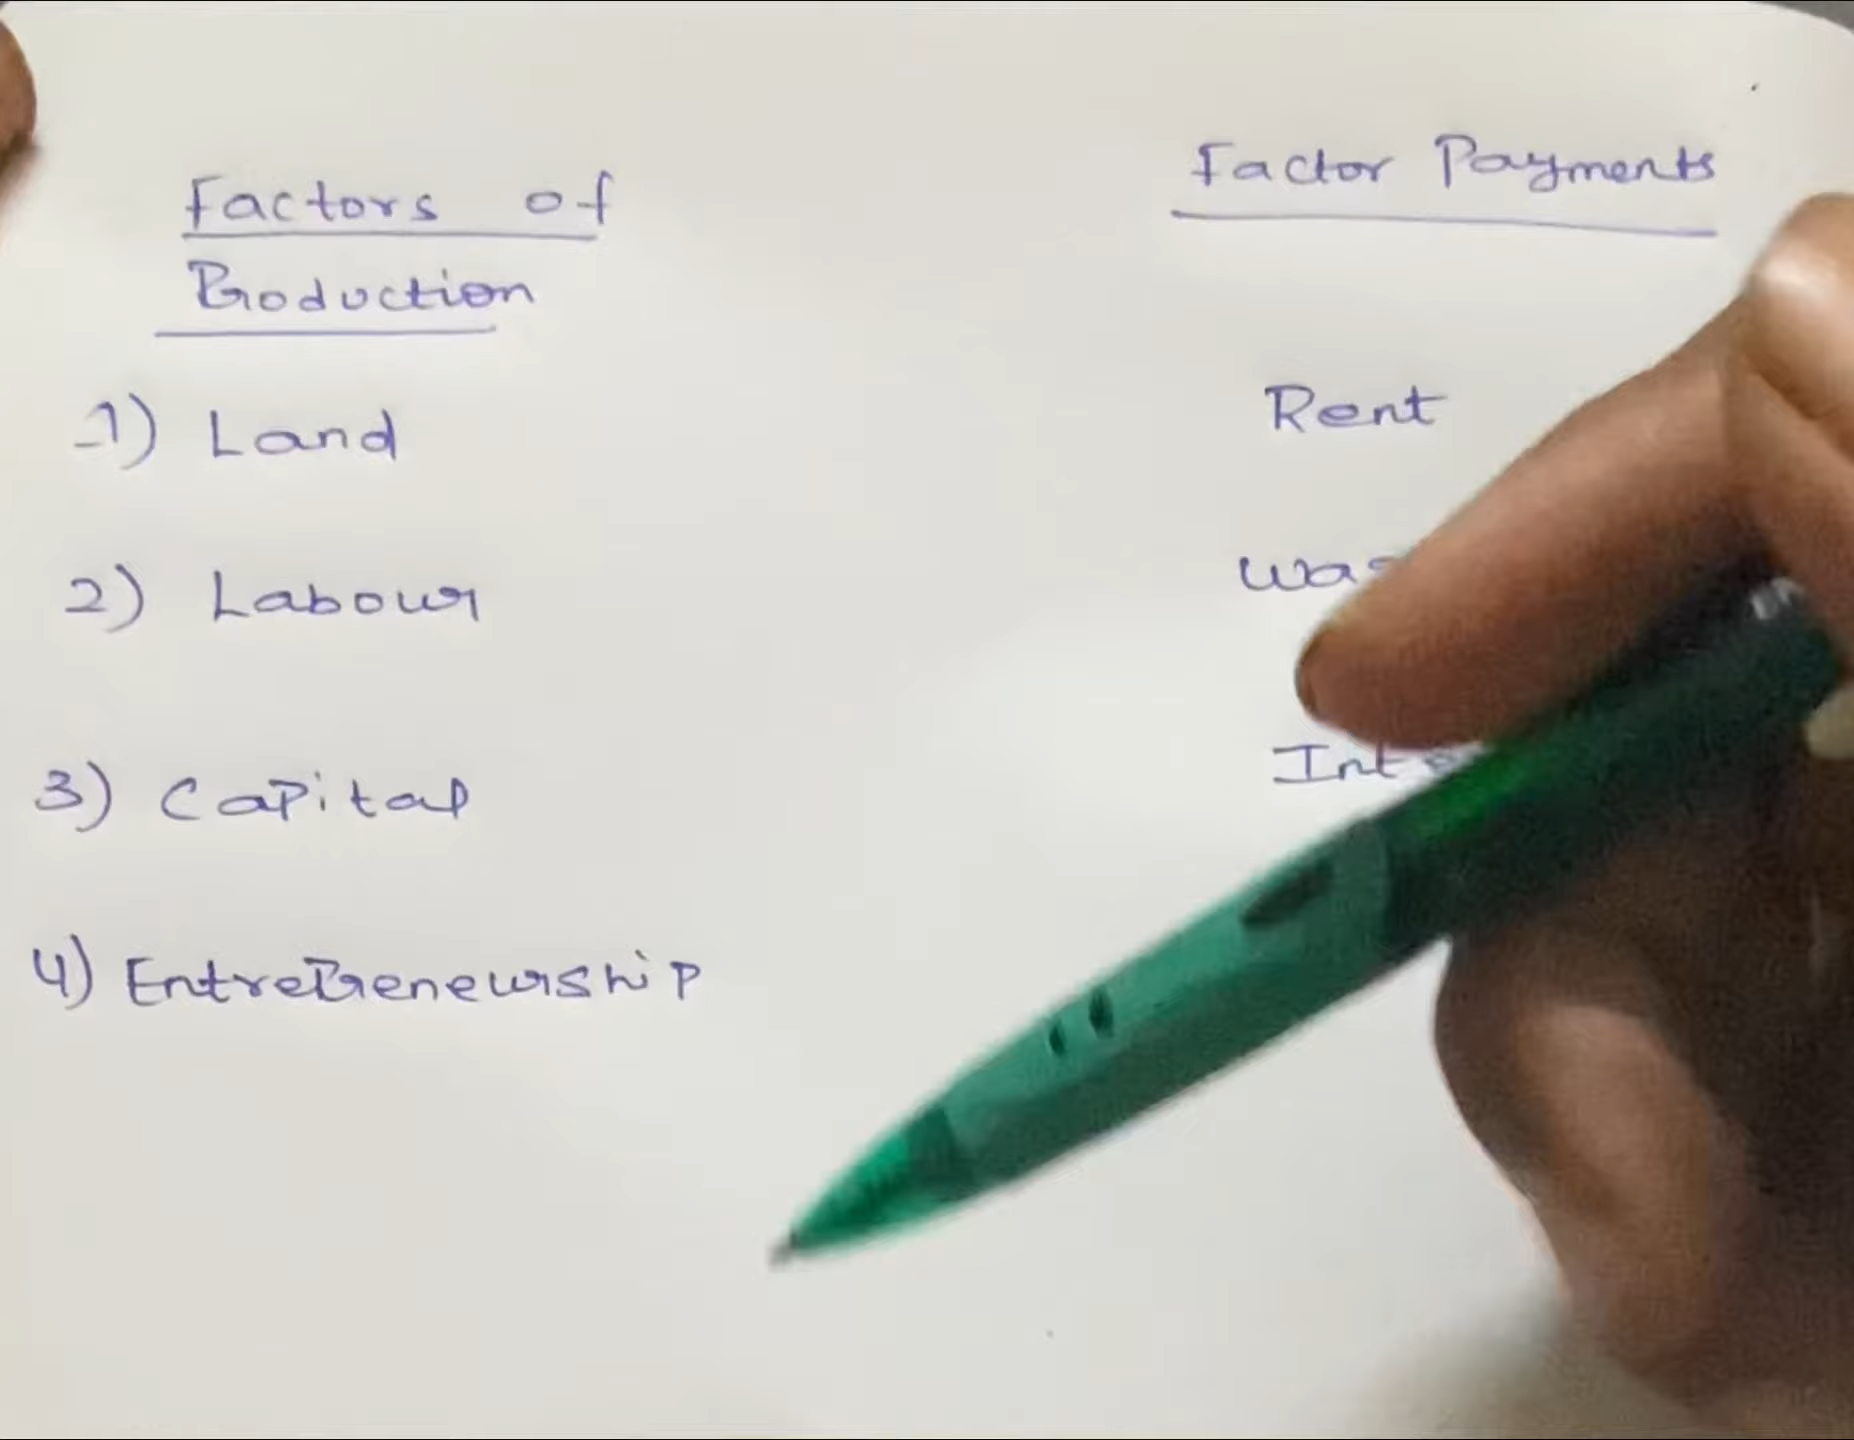 Factors of
Production
Factor Payments
1) Land
Rent
2) Labour
3) Capital
4) Entrepreneurship